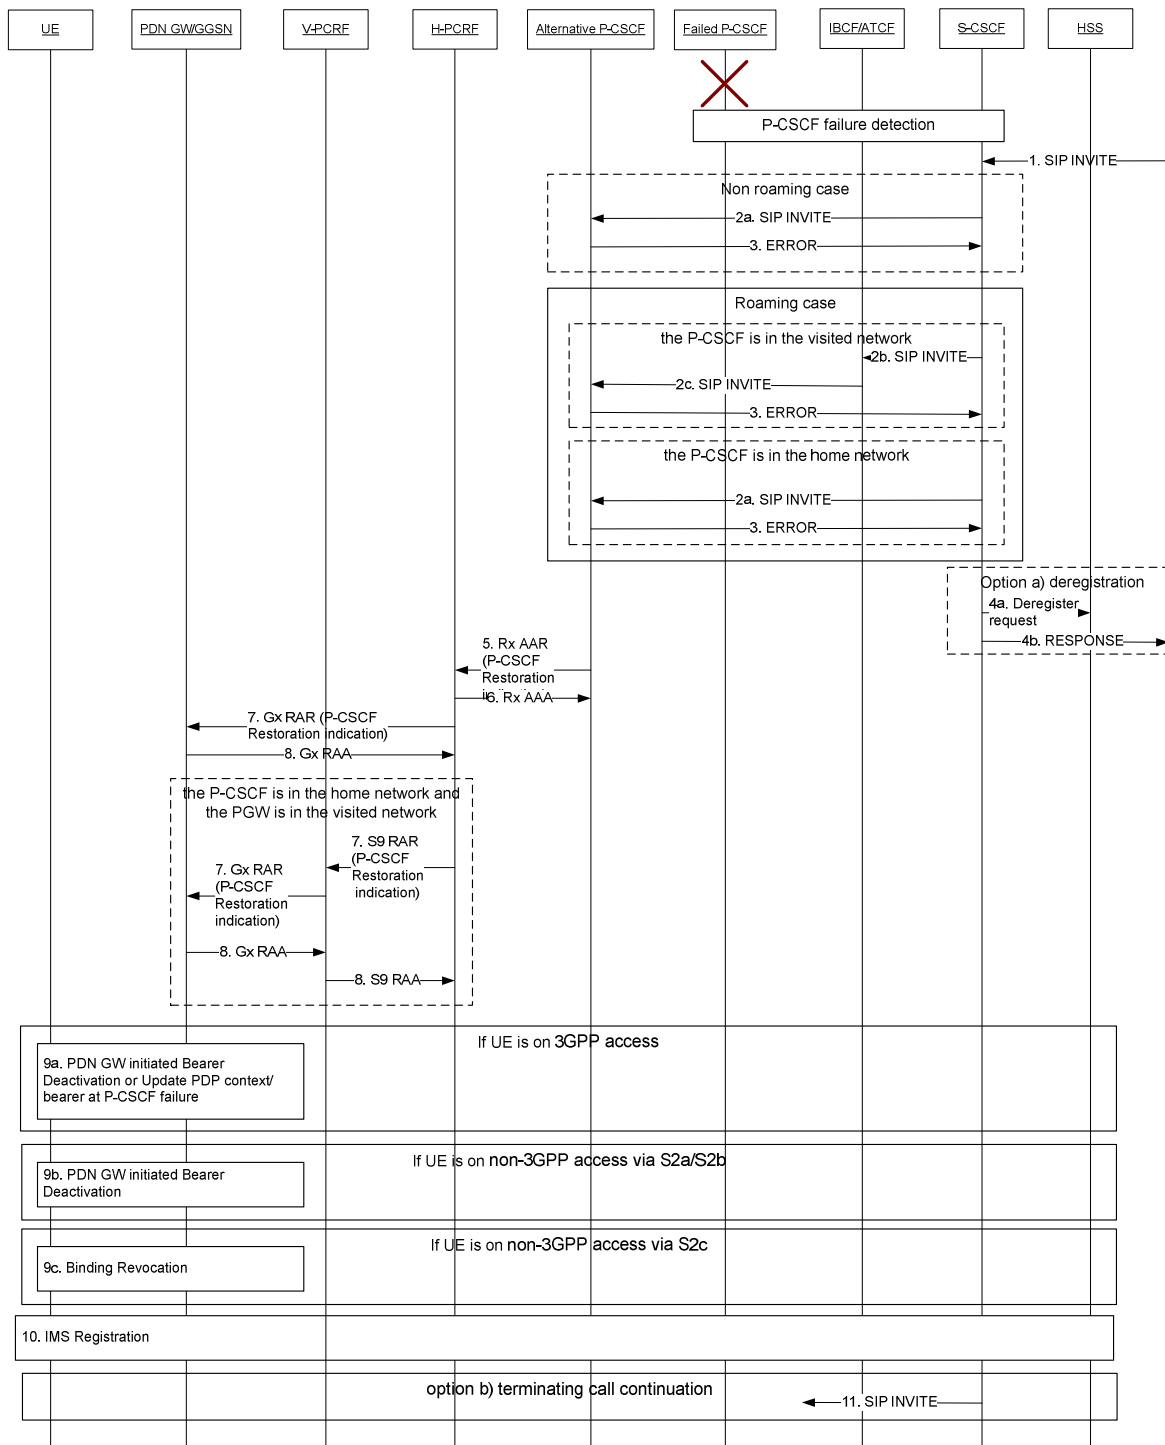 UE
PDN GW/GGSN
V-PCRF
H-PCRF
Alternative P-CSCF
Failed P-CSCF
IBCF/ATCF
S-CSCF
HSS
P-CSCF failure detection
1. SIP INVITE
Non roaming case
2a. SIP INVITE
3. ERROR
Roaming case
the P-CSCF is in the visited network
2b. SIP INVITE
2c. SIP INVITE
3. ERROR
the P-CSCF is in the home network
2a. SIP INVITE
3. ERROR
Option a) deregistration
4a. Deregister
request
4b. RESPONSE
5. Rx AAR
(P-CSCF
Restoration
6. Rx AAA
7. Gx RAR (P-CSCF
Restoration indication)
8. Gx RAA
the P-CSCF is in the home network and
the PGW is in the visited network
7. S9 RAR
(P-CSCF
Restoration
indication)
7. Gx RAR
(P-CSCF
Restoration
indication)
8. Gx RAA
8. S9 RAA
If UE is on 3GPP access
9a. PDN GW initiated Bearer
Deactivation or Update PDP context/
bearer at P-CSCF failure
If UE is on non-3GPP access via S2a/S2b
9b. PDN GW initiated Bearer
Deactivation
If UE is on non-3GPP access via S2c
9c. Binding Revocation
10. IMS Registration
option b) terminating call continuation
11. SIP INVITE